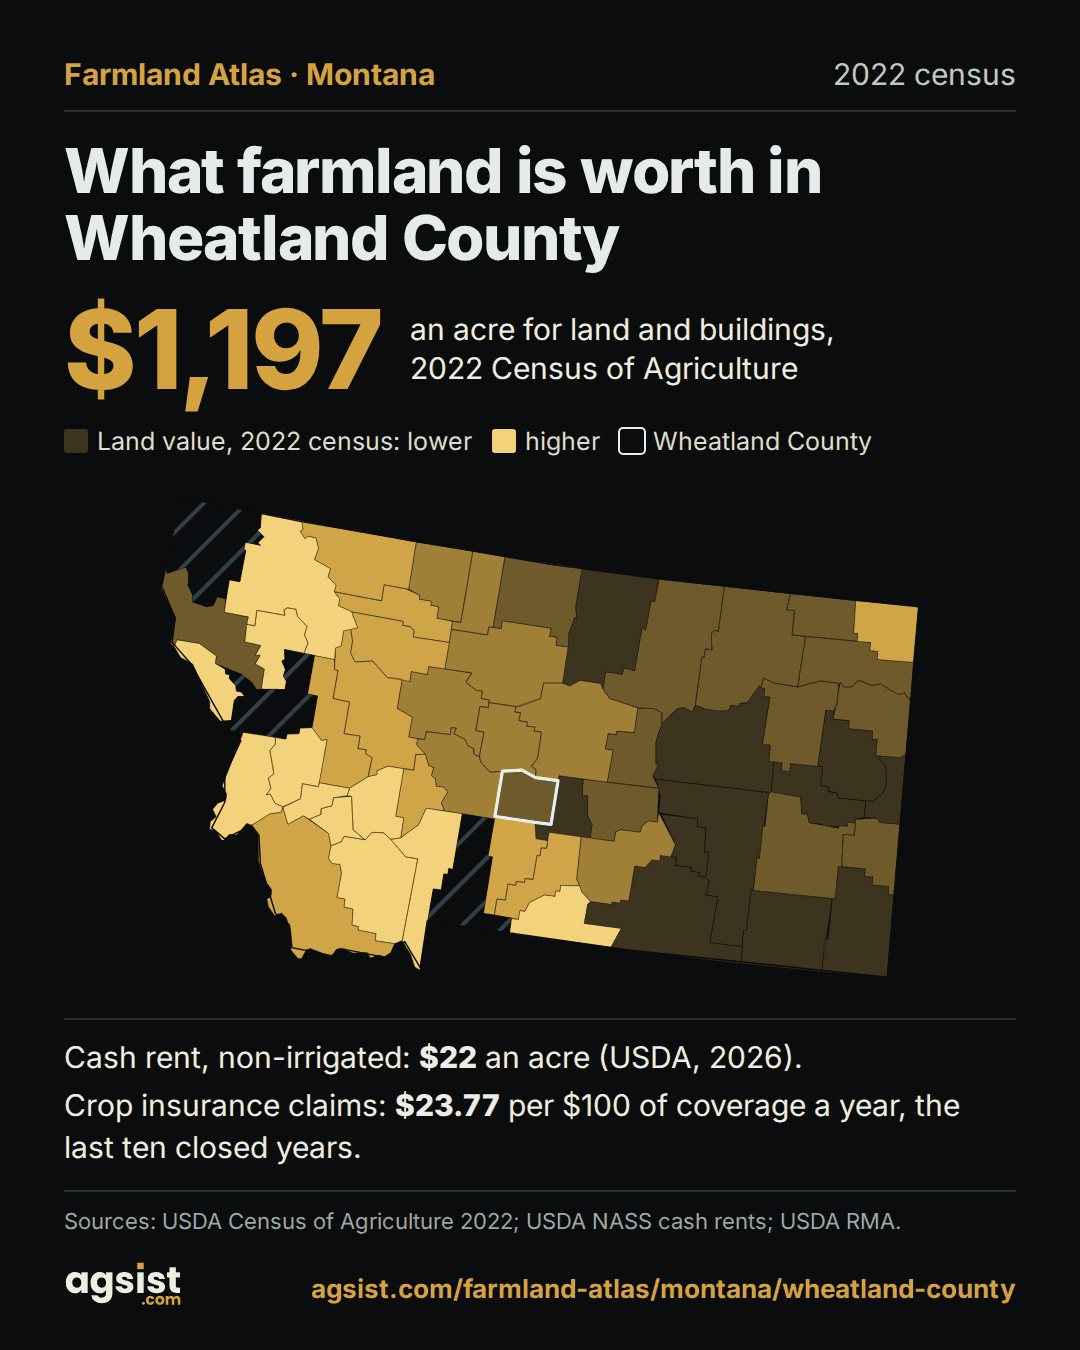 Farmland Atlas · Montana
2022 census
What farmland is worth in
Wheatland County
$1,197
an acre for land and buildings,
2022 Census of Agriculture
Land value, 2022 census: lower
higher
Wheatland County
Cash rent, non-irrigated: $22 an acre (USDA, 2026).
Crop insurance claims: $23.77 per $100 of coverage a year, the
last ten closed years.
Sources: USDA Census of Agriculture 2022; USDA NASS cash rents; USDA RMA.
agsist
.com
agsist.com/farmland-atlas/montana/wheatland-county